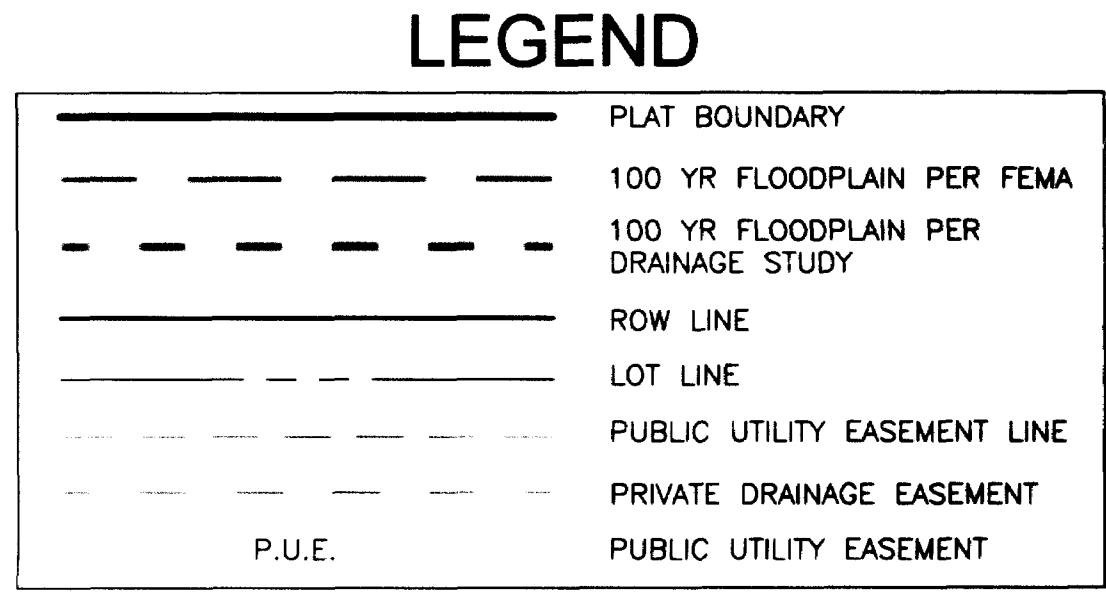 LEGEND
PLAT BOUNDARY
100 YR FLOODPLAIN PER FEMA
100 YR FLOODPLAIN PER
DRAINAGE STUDY
ROW LINE
LOT LINE
PUBLIC UTILITY EASEMENT LINE
PRIVATE DRAINAGE EASEMENT
P.U.E. PUBLIC UTILITY EASEMENT